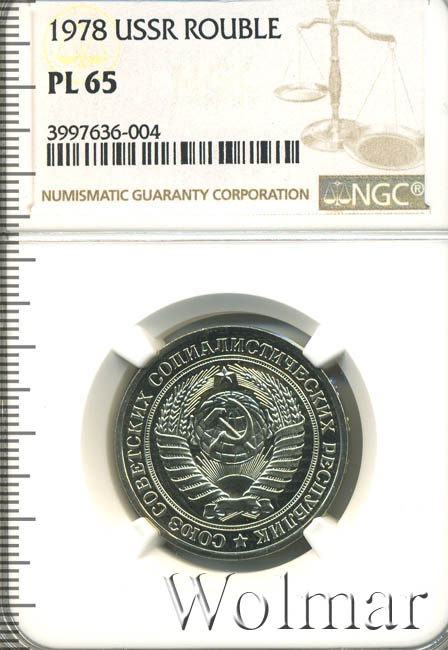 1978 USSR ROUBLE
PL 65
3997636-004
NUMISMATIC GUARANTY CORPORATION
NGC®
СОЮЗ СОВЕТСКИХ СОЦИАЛИСТИЧЕСКИХ РЕСПУБЛИК ★
Wolmar